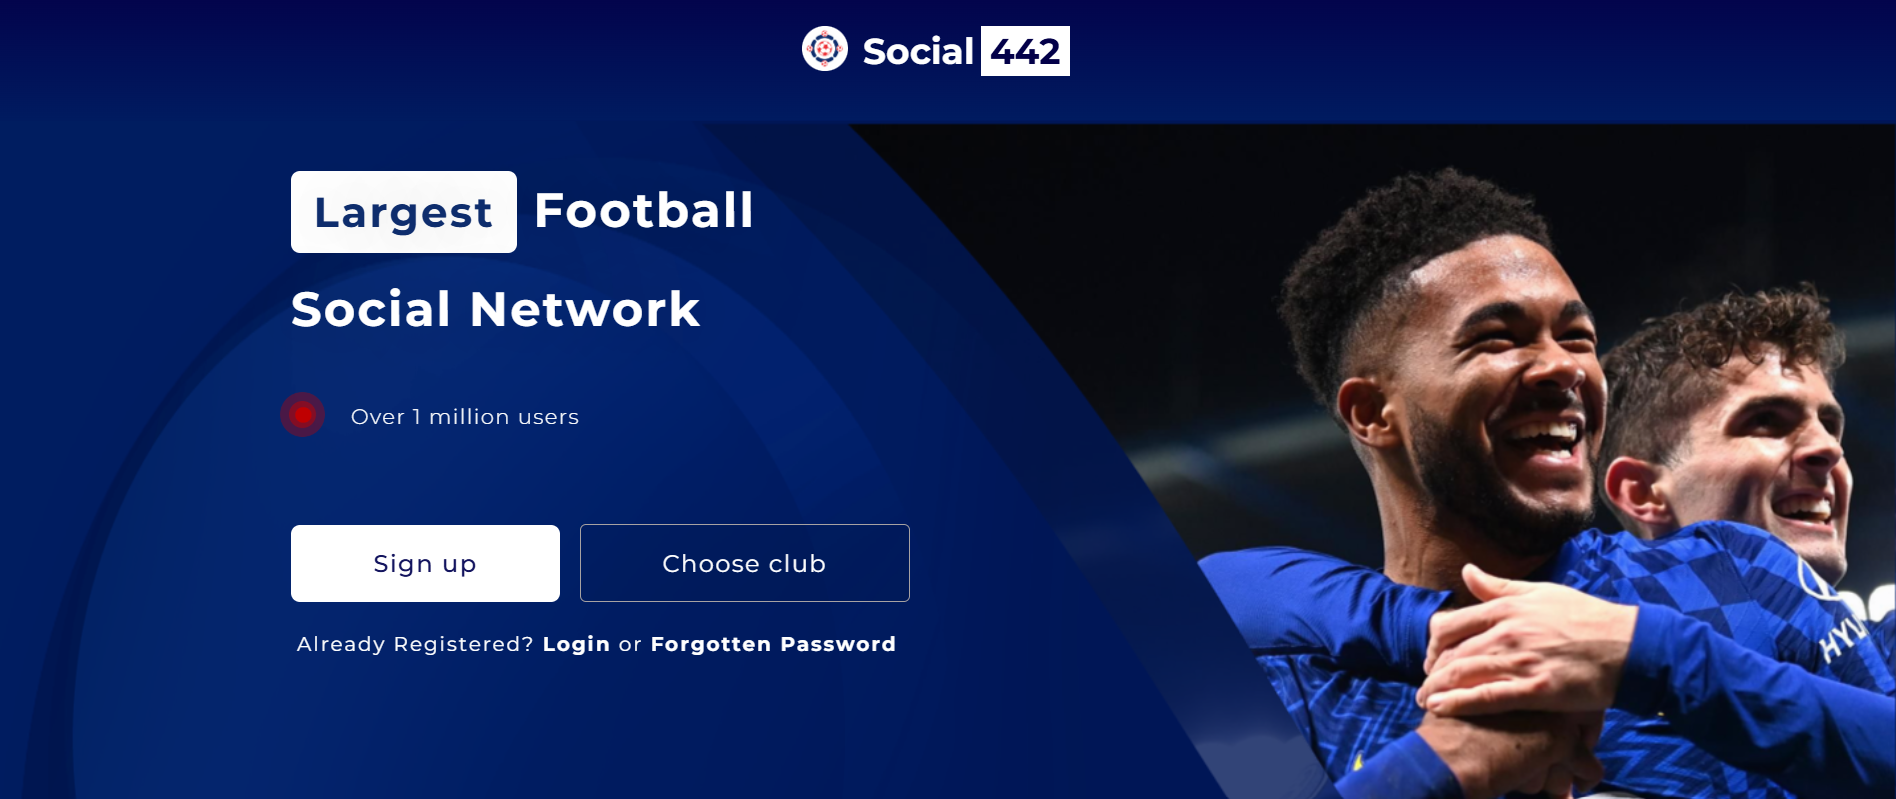 Social 442
Largest Football
Social Network
Over 1 million users
Sign up
Choose club
Already Registered? Login or Forgotten Password